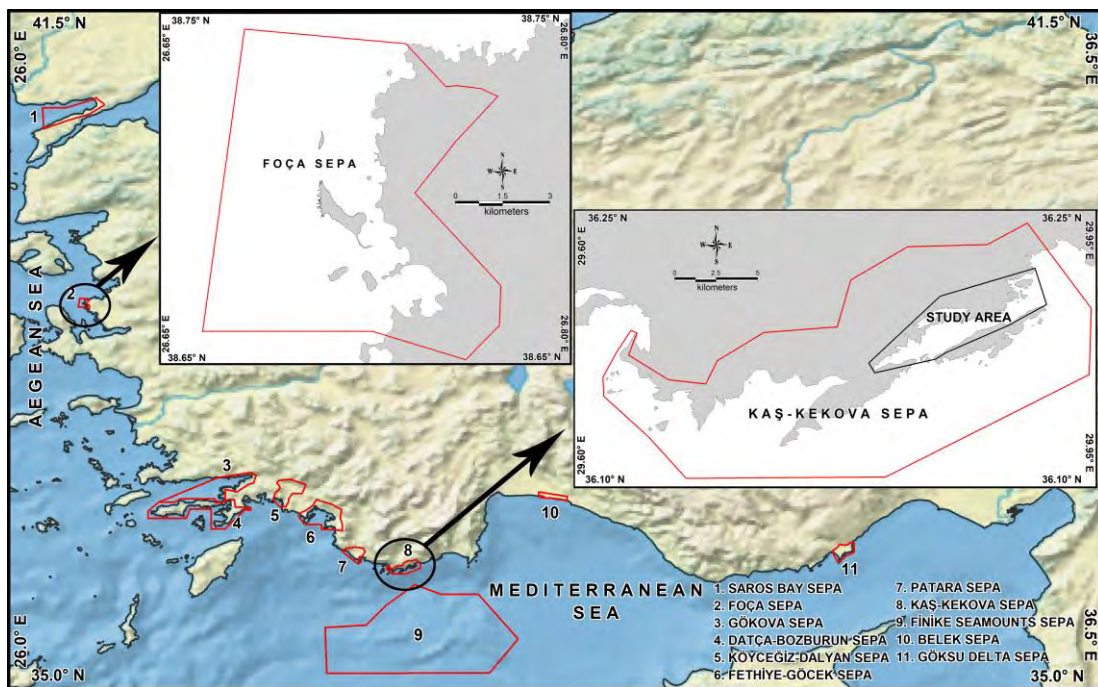 41.5° N
26.0° E
38.75° N
38.75° N
26.65° E
26.80° E
41.5° N
36.5° E
1
FOÇA SEPA
N
W E
S
0 1.5 3
kilometers
2
AEGEAN SEA
26.65° E
26.80° E
38.65° N
38.65° N
36.25° N
36.25° N
29.60° E
29.95° E
N
W E
S
0 2.5 5
kilometers
STUDY AREA
KAŞ-KEKOVA SEPA
29.60° E
29.95° E
36.10° N
36.10° N
3
4
5
6
7
8
9
10
11
MEDITERRANEAN
SEA
1. SAROS BAY SEPA
2. FOÇA SEPA
3. GÖKOVA SEPA
4. DATÇA-BOZBURUN SEPA
5. KÖYCEĞİZ-DALYAN SEPA
6. FETHİYE-GÖCEK SEPA
7. PATARA SEPA
8. KAŞ-KEKOVA SEPA
9. FİNİKE SEAMOUNTS SEPA
10. BELEK SEPA
11. GÖKSU DELTA SEPA
26.0° E
35.0° N
36.5° E
35.0° N